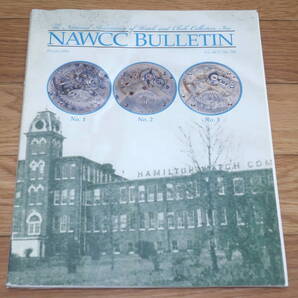 The National Association of Watch and Clock Collectors, Inc.
NAWCC BULLETIN
No. 1
No. 2
No. 3
HAMILTON WATCH COM